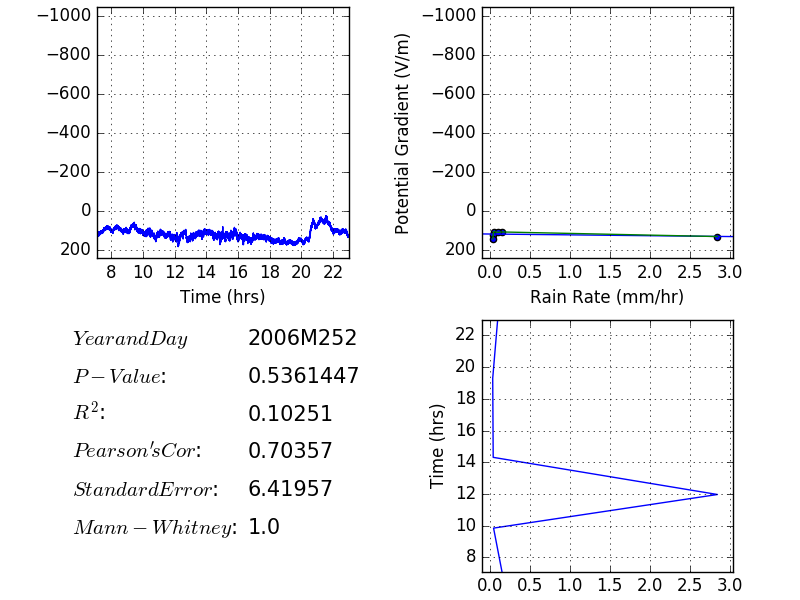 −1000
−800
−600
−400
−200
0
200
8 10 12 14 16 18 20 22
Time (hrs)
Potential Gradient (V/m)
−1000
−800
−600
−400
−200
0
200
0.0 0.5 1.0 1.5 2.0 2.5 3.0
Rain Rate (mm/hr)
YearandDay 2006M252
P − Value: 0.5361447
R²: 0.10251
Pearson'sCor: 0.70357
StandardError: 6.41957
Mann − Whitney: 1.0
Time (hrs)
22
20
18
16
14
12
10
8
0.0 0.5 1.0 1.5 2.0 2.5 3.0